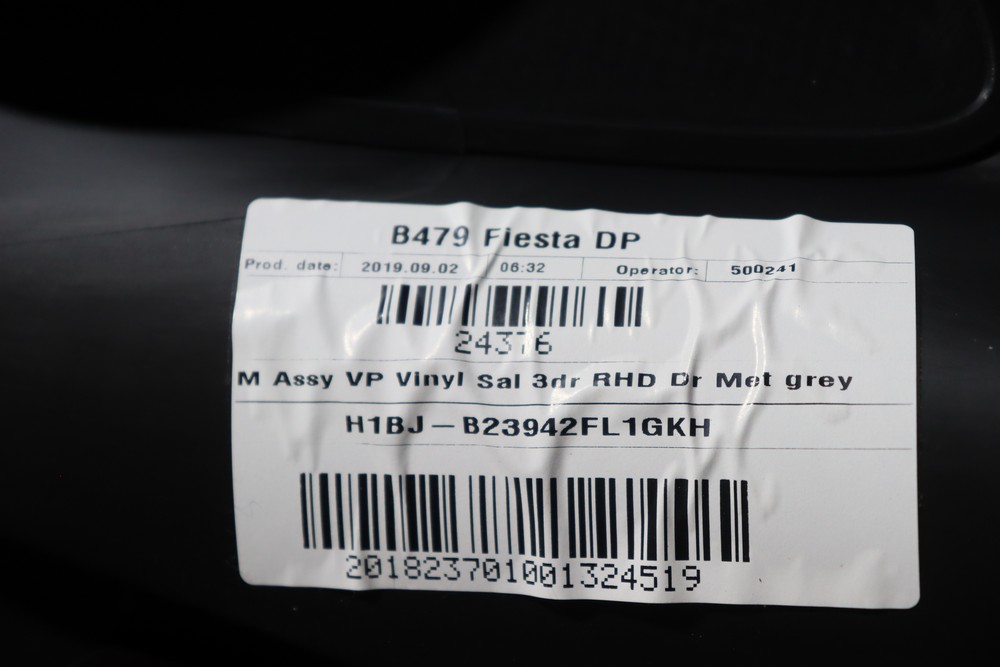 B479 Fiesta DP
Prod. date: 2019.09.02 06:32 Operator: 500241
24376
M Assy VP Vinyl Sal 3dr RHD Dr Met grey
H1BJ-B23942FL1GKH
201823701001324519